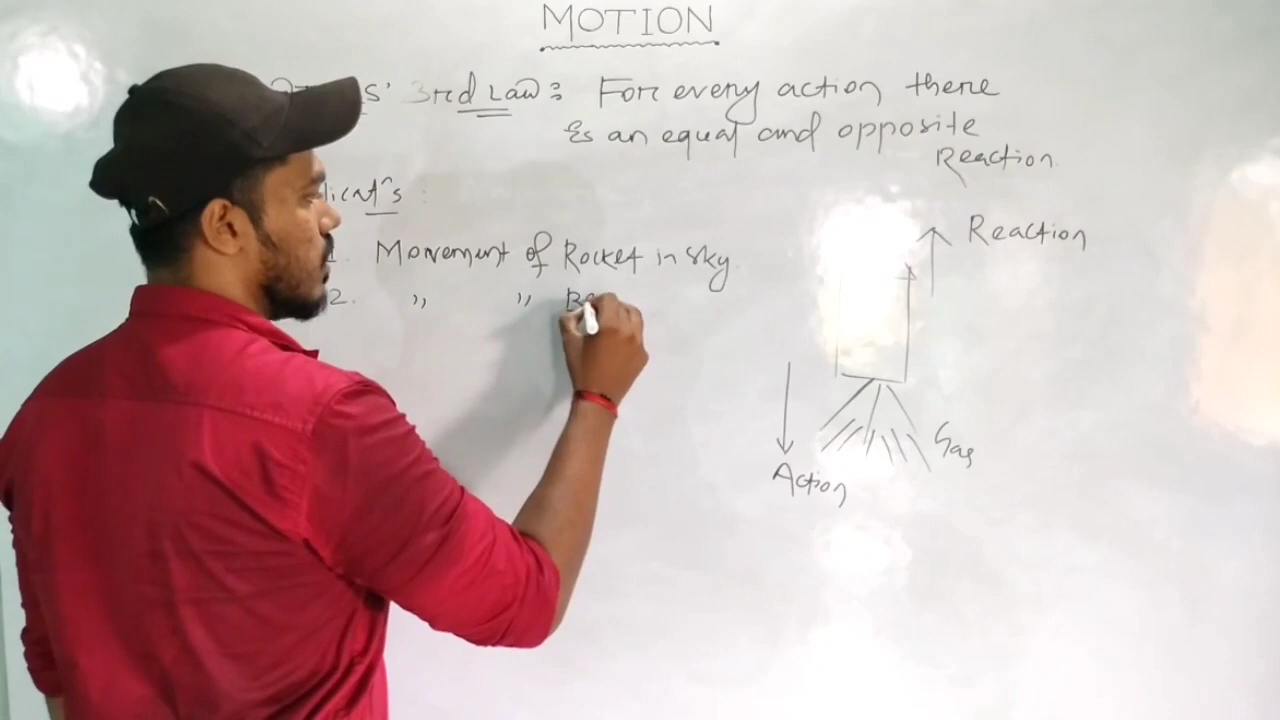 MOTION
3rd Law: For every action there
is an equal and opposite
Reaction
Reaction
1. Movement of Rocket in sky
2. ,, ,,
Gas
Action